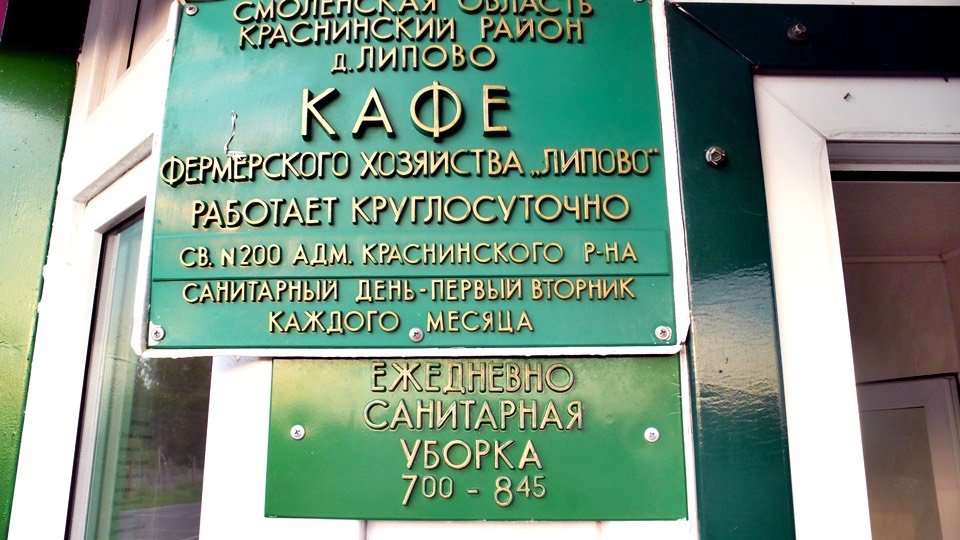 СМОЛЕНСКАЯ ОБЛАСТЬ
КРАСНИНСКИЙ РАЙОН
д. ЛИПОВО
КАФЕ
ФЕРМЕРСКОГО ХОЗЯЙСТВА „ЛИПОВО“
РАБОТАЕТ КРУГЛОСУТОЧНО
СВ. N 200 АДМ. КРАСНИНСКОГО Р-НА
САНИТАРНЫЙ ДЕНЬ - ПЕРВЫЙ ВТОРНИК
КАЖДОГО МЕСЯЦА
ЕЖЕДНЕВНО
САНИТАРНАЯ
УБОРКА
7⁰⁰ - 8⁴⁵